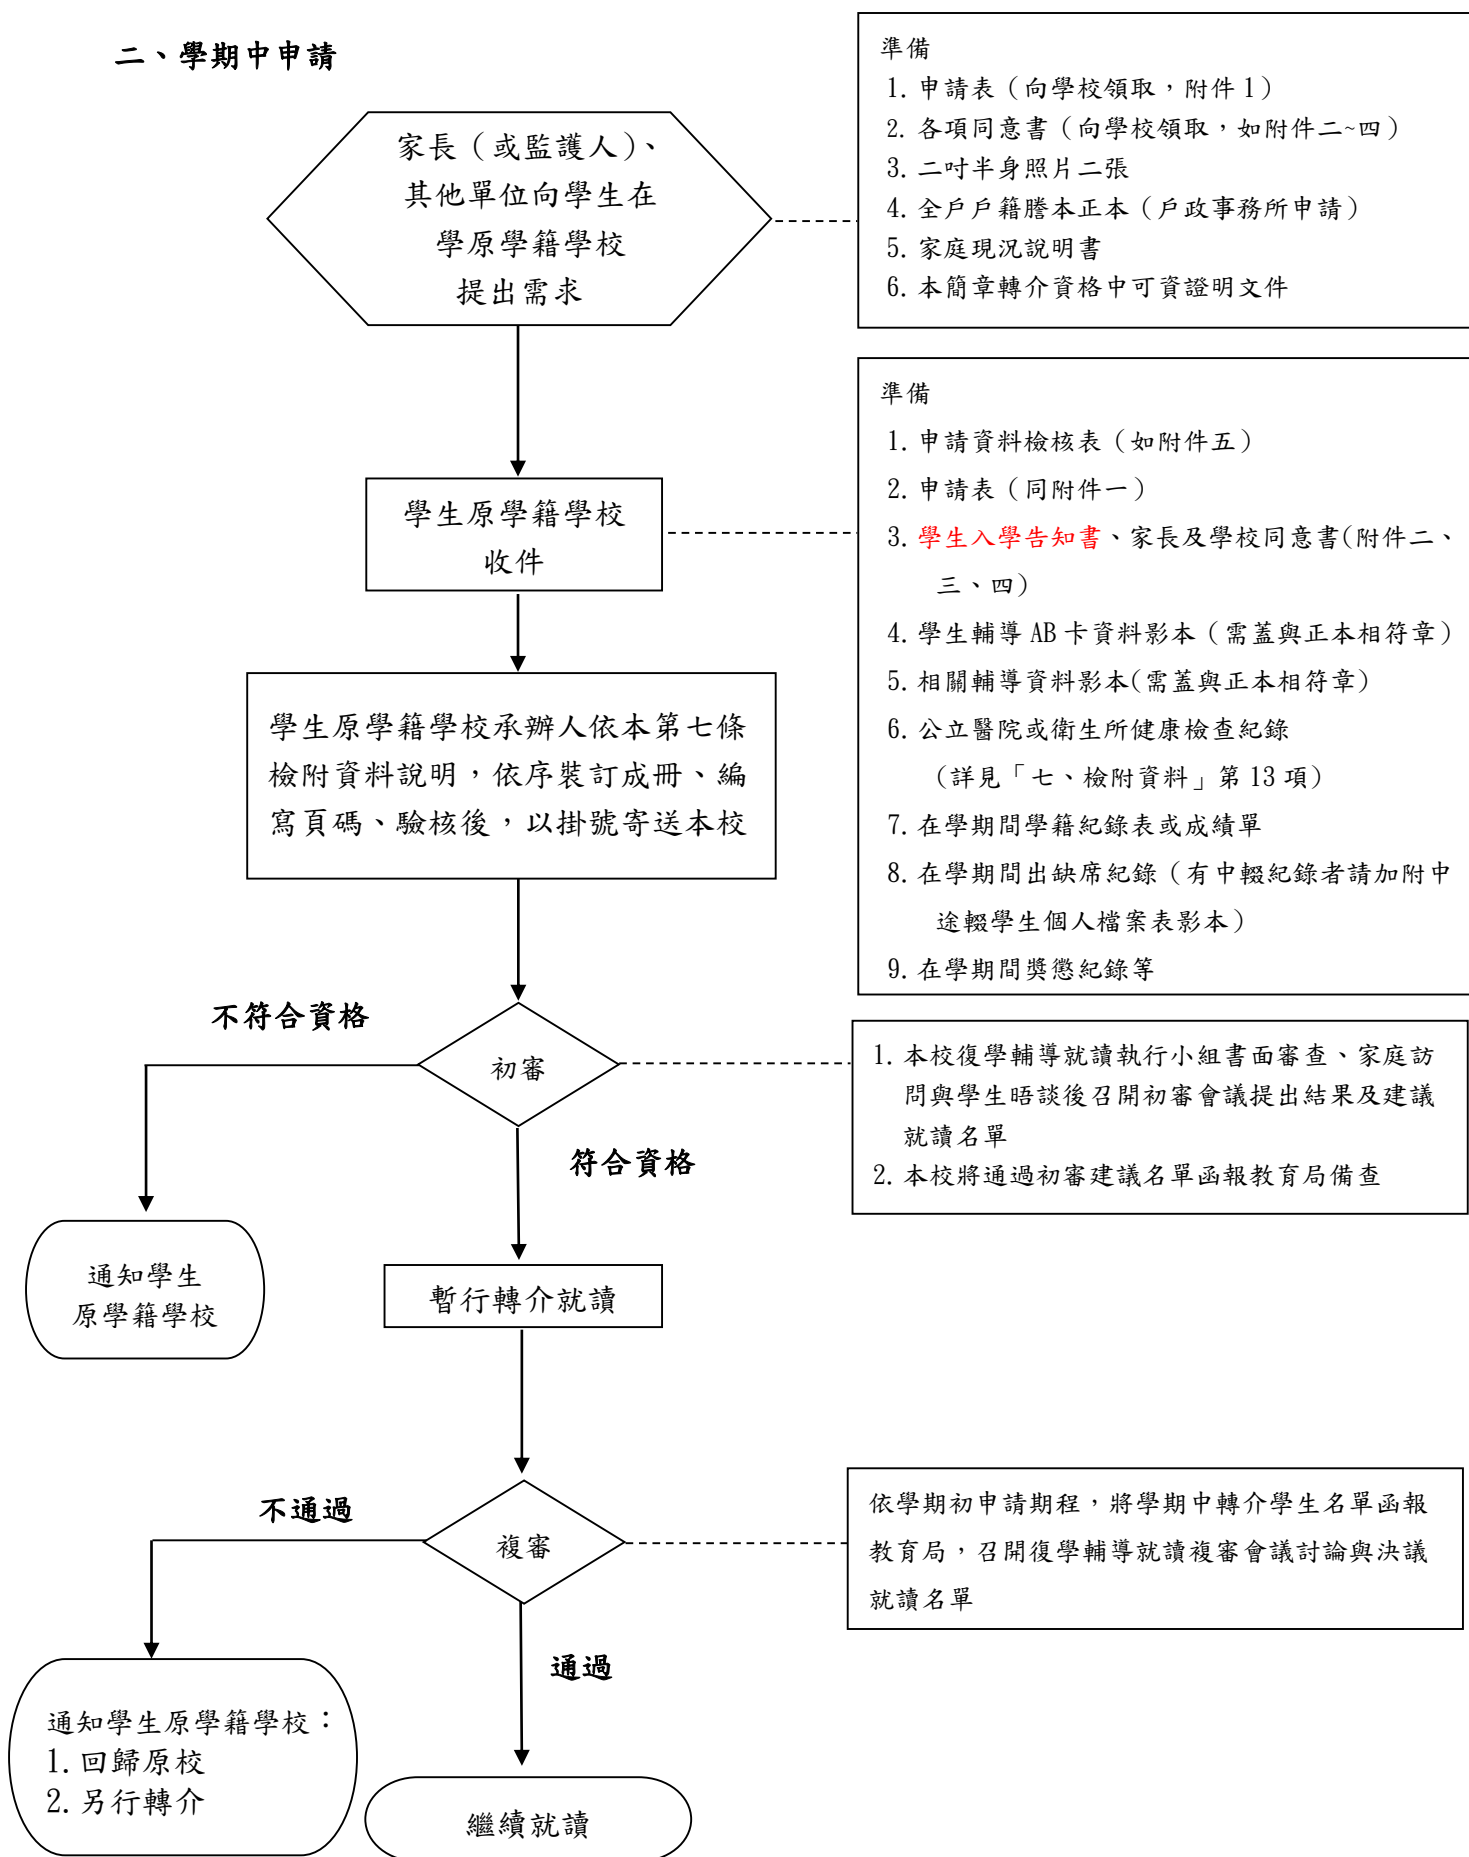 二、學期中申請
準備
1. 申請表（向學校領取，附件 1）
2. 各項同意書（向學校領取，如附件二~四）
3. 二吋半身照片二張
4. 全戶戶籍謄本正本（戶政事務所申請）
5. 家庭現況說明書
6. 本簡章轉介資格中可資證明文件
家長（或監護人）、
其他單位向學生在
學原學籍學校
提出需求
準備
1. 申請資料檢核表（如附件五）
2. 申請表（同附件一）
3. 學生入學告知書、家長及學校同意書(附件二、
三、四)
4. 學生輔導 AB 卡資料影本（需蓋與正本相符章）
5. 相關輔導資料影本(需蓋與正本相符章)
6. 公立醫院或衛生所健康檢查紀錄
(詳見「七、檢附資料」第 13 項)
7. 在學期間學籍紀錄表或成績單
8. 在學期間出缺席紀錄（有中輟紀錄者請加附中
途輟學生個人檔案表影本）
9. 在學期間獎懲紀錄等
學生原學籍學校
收件
學生原學籍學校承辦人依本第七條
檢附資料說明，依序裝訂成冊、編
寫頁碼、驗核後，以掛號寄送本校
不符合資格
初審
1. 本校復學輔導就讀執行小組書面審查、家庭訪
問與學生晤談後召開初審會議提出結果及建議
就讀名單
2. 本校將通過初審建議名單函報教育局備查
符合資格
通知學生
原學籍學校
暫行轉介就讀
不通過
複審
依學期初申請期程，將學期中轉介學生名單函報
教育局，召開復學輔導就讀複審會議討論與決議
就讀名單
通過
通知學生原學籍學校：
1. 回歸原校
2. 另行轉介
繼續就讀